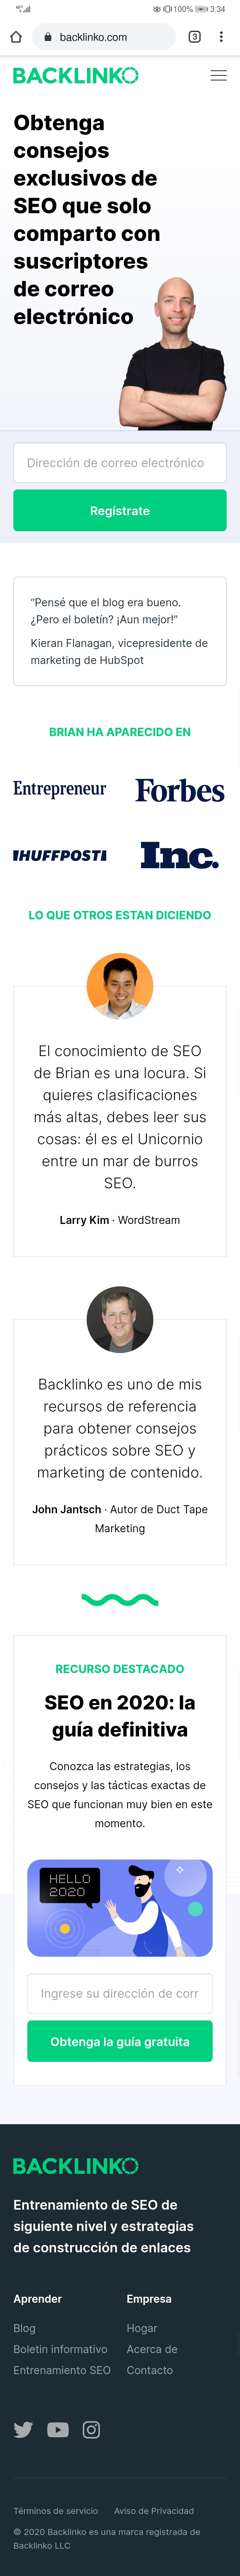 100% 3:34
backlinko.com
3
BACKLINKO
Obtenga
consejos
exclusivos de
SEO que solo
comparto con
suscriptores
de correo
electrónico
Dirección de correo electrónico
Regístrate
“Pensé que el blog era bueno.
¿Pero el boletín? ¡Aun mejor!"
Kieran Flanagan, vicepresidente de
marketing de HubSpot
BRIAN HA APARECIDO EN
Entrepreneur Forbes
HUFFPOST Inc.
LO QUE OTROS ESTAN DICIENDO
El conocimiento de SEO
de Brian es una locura. Si
quieres clasificaciones
más altas, debes leer sus
cosas: él es el Unicornio
entre un mar de burros
SEO.
Larry Kim · WordStream
Backlinko es uno de mis
recursos de referencia
para obtener consejos
prácticos sobre SEO y
marketing de contenido.
John Jantsch · Autor de Duct Tape
Marketing
RECURSO DESTACADO
SEO en 2020: la
guía definitiva
Conozca las estrategias, los
consejos y las tácticas exactas de
SEO que funcionan muy bien en este
momento.
HELLO
2020
Ingrese su dirección de corr
Obtenga la guía gratuita
BACKLINKO
Entrenamiento de SEO de
siguiente nivel y estrategias
de construcción de enlaces
Aprender Empresa
Blog Hogar
Boletin informativo Acerca de
Entrenamiento SEO Contacto
Términos de servicio Aviso de Privacidad
© 2020 Backlinko es una marca registrada de
Backlinko LLC